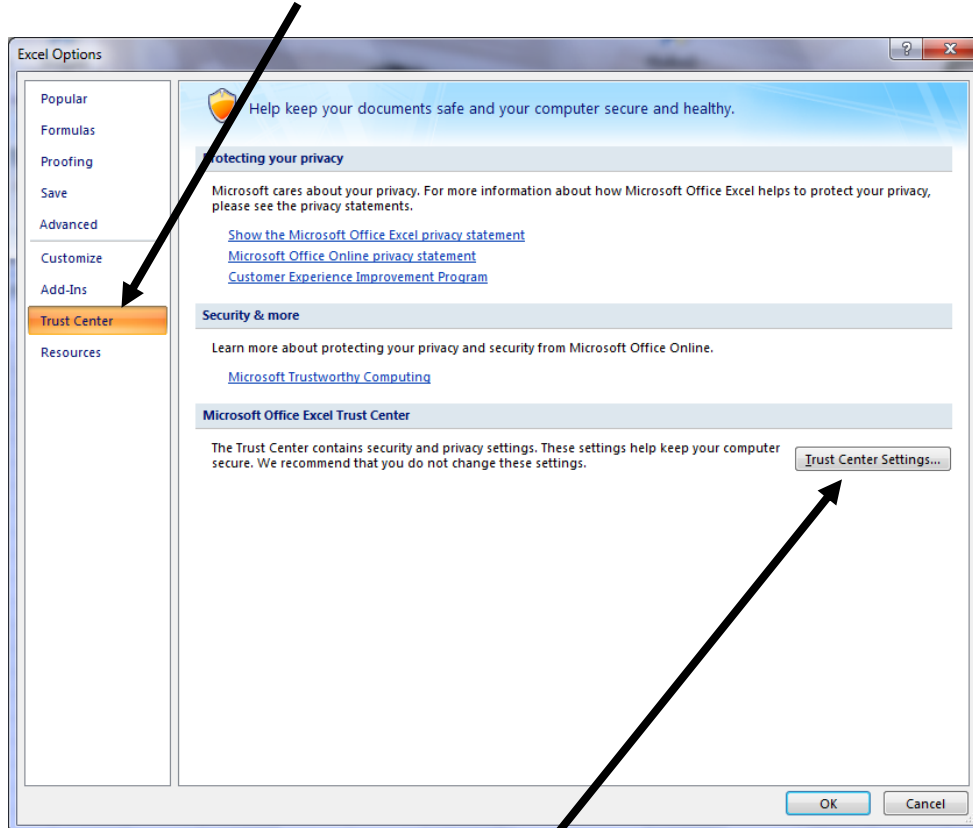 Excel Options
Popular
Formulas
Proofing
Save
Advanced
Customize
Add-Ins
Trust Center
Resources
Help keep your documents safe and your computer secure and healthy.
Protecting your privacy
Microsoft cares about your privacy. For more information about how Microsoft Office Excel helps to protect your privacy,
please see the privacy statements.
Show the Microsoft Office Excel privacy statement
Microsoft Office Online privacy statement
Customer Experience Improvement Program
Security & more
Learn more about protecting your privacy and security from Microsoft Office Online.
Microsoft Trustworthy Computing
Microsoft Office Excel Trust Center
The Trust Center contains security and privacy settings. These settings help keep your computer
secure. We recommend that you do not change these settings.
Trust Center Settings...
OK
Cancel